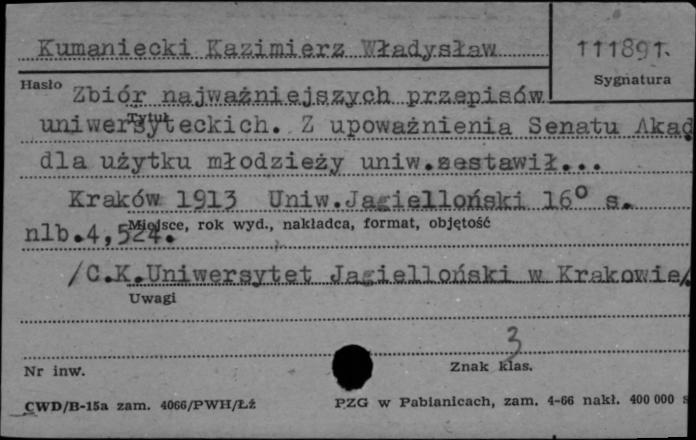 Kumaniecki Kazimierz Władysław
111891.
Hasło
Sygnatura
Zbiór najważniejszych przepisów
Tytuł
uniwersyteckich. Z upoważnienia Senatu Akad
dla użytku młodzieży uniw.sestawił...
Kraków 1913 Uniw.Jagielloński 16° s.
Miejsce, rok wyd., nakładca, format, objętość
nlb.4,524.
/C.K.Uniwersytet Jagielloński w Krakowie/
Uwagi
3
Nr inw.
Znak klas.
CWD/B-15a zam. 4066/PWH/Łź
PZG w Pabianicach, zam. 4-66 nakł. 400 000 s